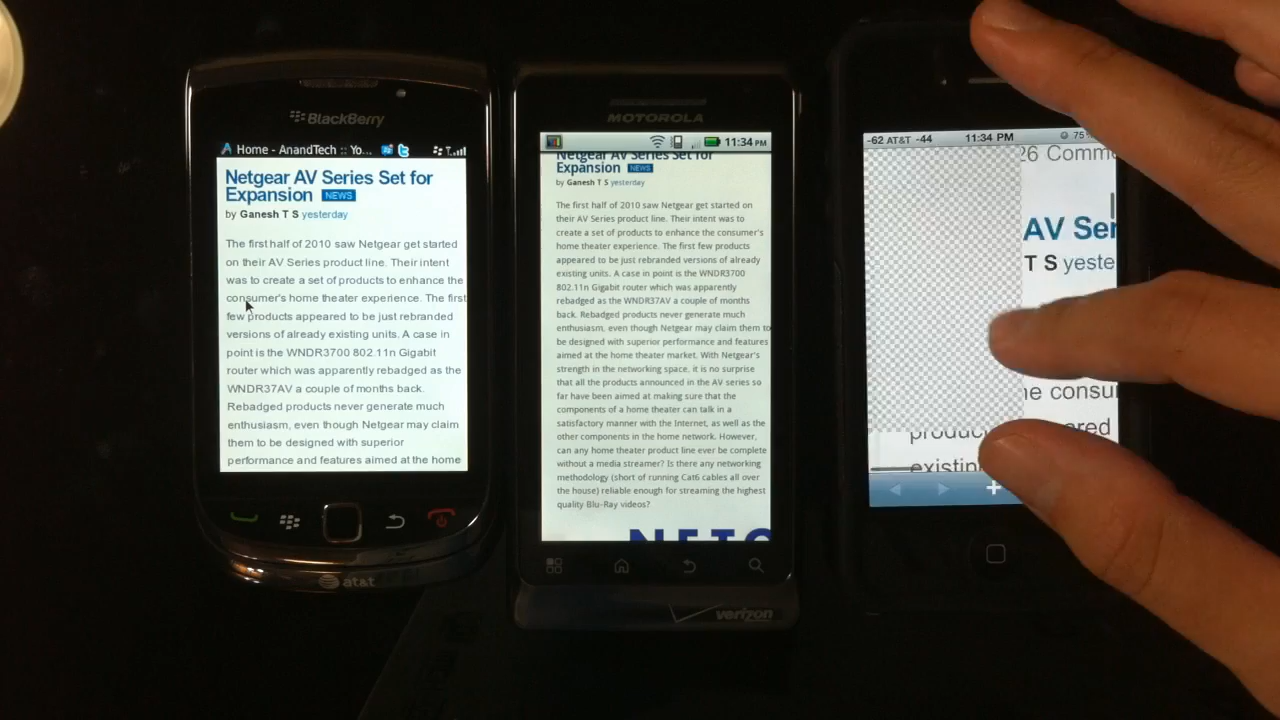 BlackBerry
Home - AnandTech :: Yo...
Netgear AV Series Set for
Expansion NEWS
by Ganesh T S yesterday
The first half of 2010 saw Netgear get started
on their AV Series product line. Their intent
was to create a set of products to enhance the
consumer's home theater experience. The first
few products appeared to be just rebranded
versions of already existing units. A case in
point is the WNDR3700 802.11n Gigabit
router which was apparently rebadged as the
WNDR37AV a couple of months back.
Rebadged products never generate much
enthusiasm, even though Netgear may claim
them to be designed with superior
performance and features aimed at the home
at&t
MOTOROLA
11:34 PM
Netgear AV Series Set for
Expansion NEWS
by Ganesh T S yesterday
The first half of 2010 saw Netgear get started on
their AV Series product line. Their intent was to
create a set of products to enhance the consumer's
home theater experience. The first few products
appeared to be just rebranded versions of already
existing units. A case in point is the WNDR3700
802.11n Gigabit router which was apparently
rebadged as the WNDR37AV a couple of months
back. Rebadged products never generate much
enthusiasm, even though Netgear may claim them to
be designed with superior performance and features
aimed at the home theater market. With Netgear's
strength in the networking space, it is no surprise
that all the products announced in the AV series so
far have been aimed at making sure that the
components of a home theater can talk in a
satisfactory manner with the Internet, as well as the
other components in the home network. However,
can any home theater product line ever be complete
without a media streamer? Is there any networking
methodology (short of running Cat6 cables all over
the house) reliable enough for streaming the highest
quality Blu-Ray videos?
NETG
verizon
-62 AT&T -44 11:34 PM 75%
26 Comme
AV Ser
T S yeste
he consu
produc ared
existin